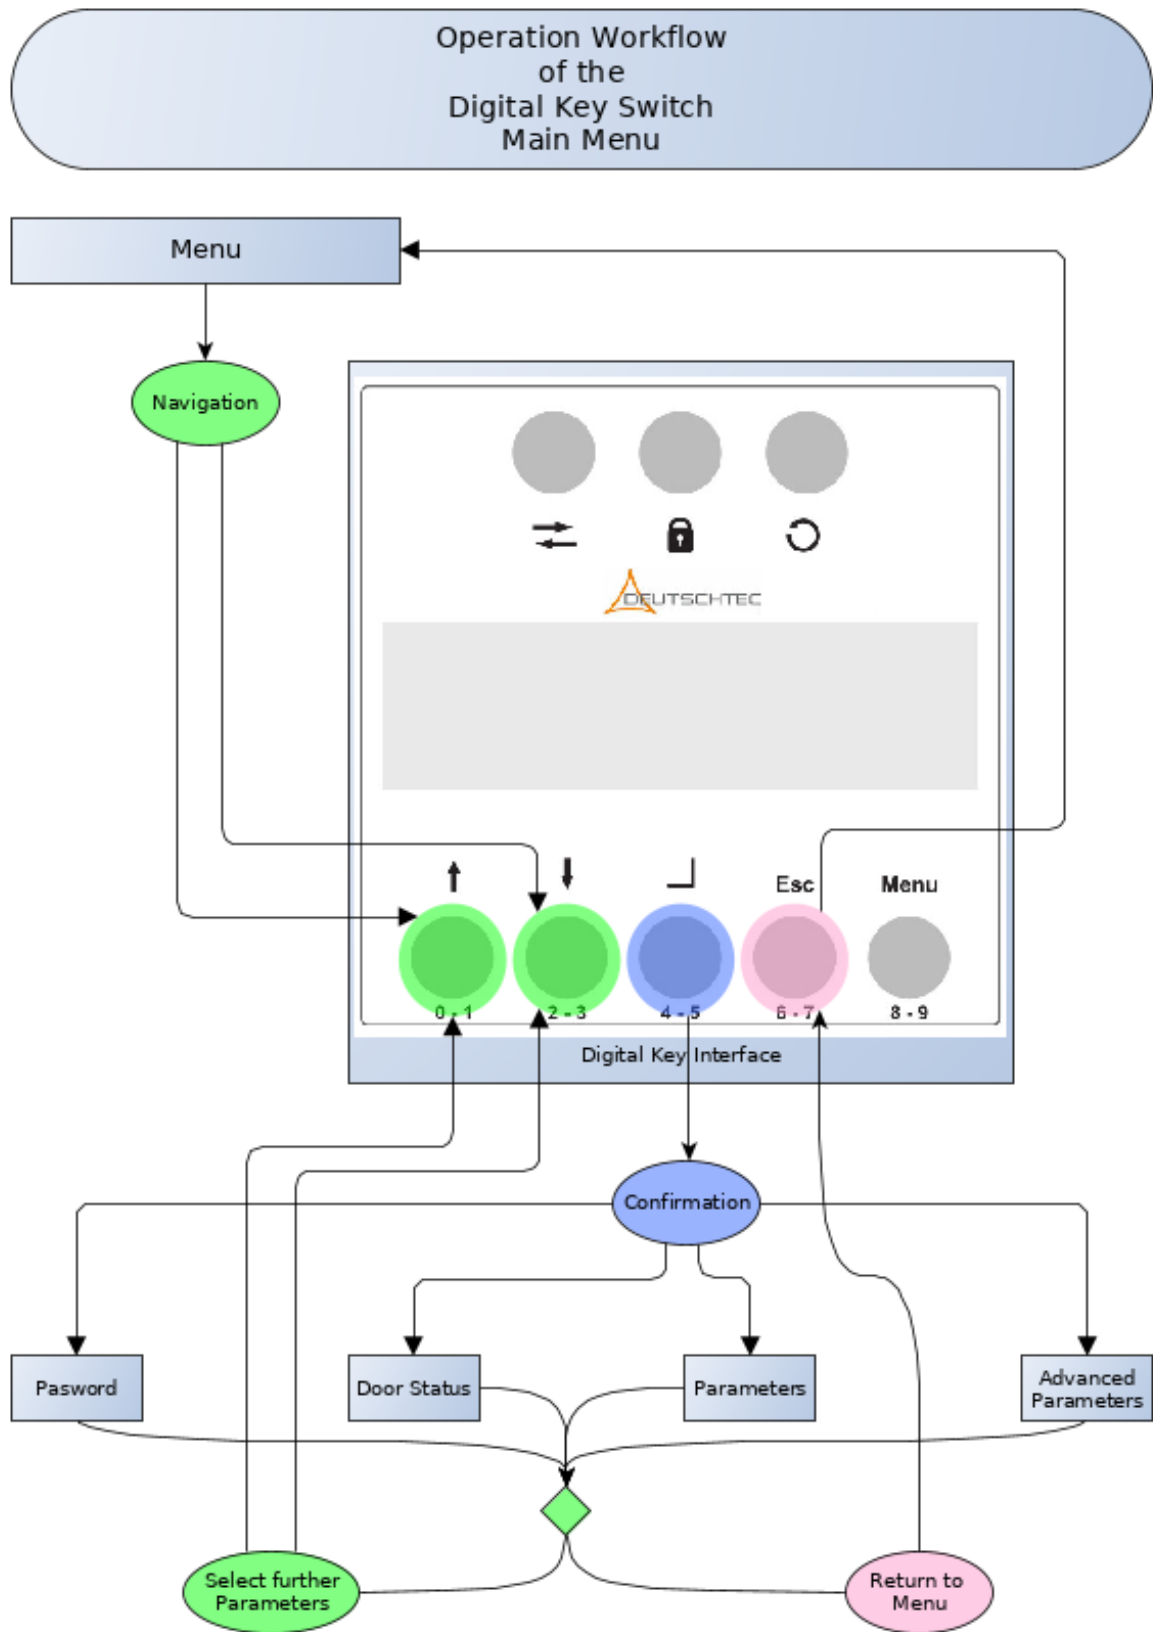 Operation Workflow
of the
Digital Key Switch
Main Menu
Menu
Navigation
DEUTSCHTEC
Esc
Menu
0 - 1
2 - 3
4 - 5
6 - 7
8 - 9
Digital Key Interface
Confirmation
Pasword
Door Status
Parameters
Advanced
Parameters
Select further
Parameters
Return to
Menu